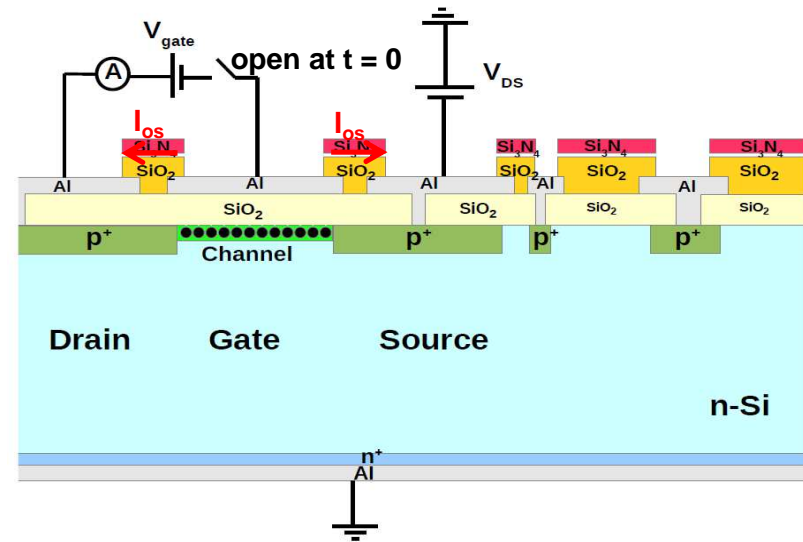 V_gate
open at t = 0
V_DS
A
I_os
I_os
Si₃N₄
Si₃N
Si₃N₄
Si₃N₄
Si₃N₄
SiO₂
SiO₂
SiO₂
SiO₂
SiO₂
Al
Al
Al
Al
Al
SiO₂
SiO₂
SiO₂
SiO₂
p⁺
p⁺
p⁺
p⁺
Channel
Drain
Gate
Source
n-Si
n⁺
Al